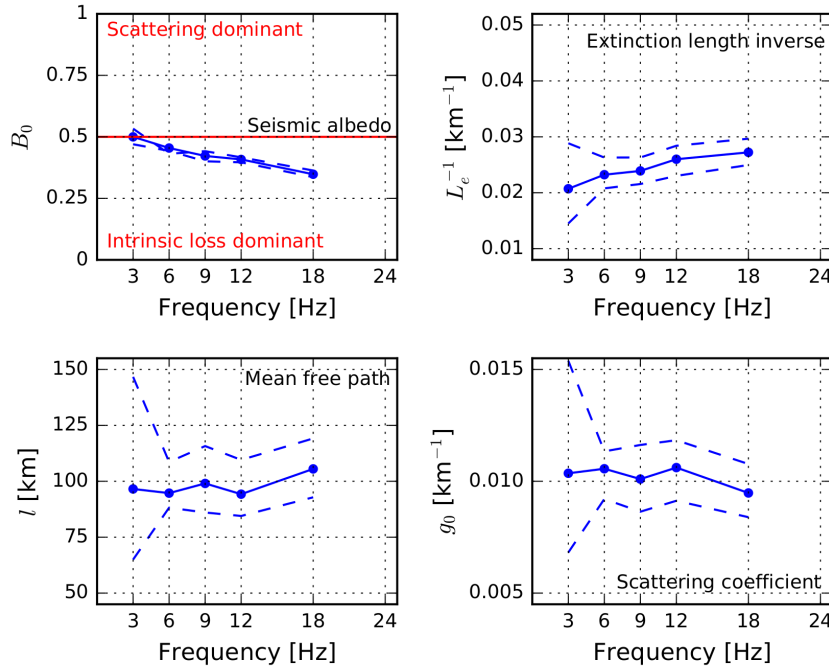 1
Scattering dominant
0.75
0.5
Seismic albedo
0.25
Intrinsic loss dominant
0
B₀
3 6 9 12 18 24
Frequency [Hz]
0.05
Extinction length inverse
0.04
0.03
0.02
0.01
Lₑ⁻¹ [km⁻¹]
3 6 9 12 18 24
Frequency [Hz]
150
Mean free path
125
100
75
50
l [km]
3 6 9 12 18 24
Frequency [Hz]
0.015
0.010
0.005
Scattering coefficient
g₀ [km⁻¹]
3 6 9 12 18 24
Frequency [Hz]